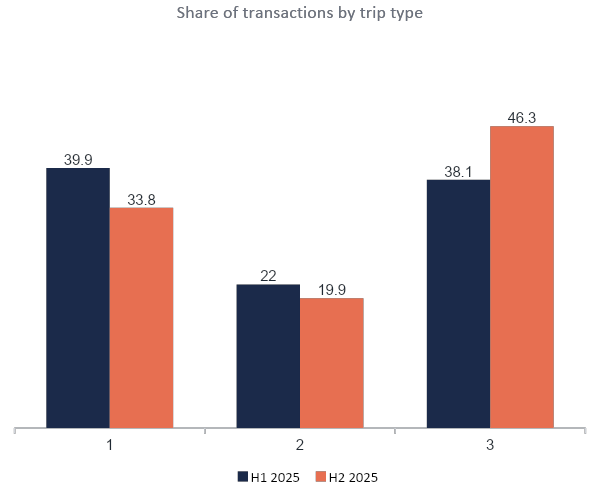 Share of transactions by trip type
39.9
33.8
22
19.9
38.1
46.3
1 2 3
H1 2025 H2 2025